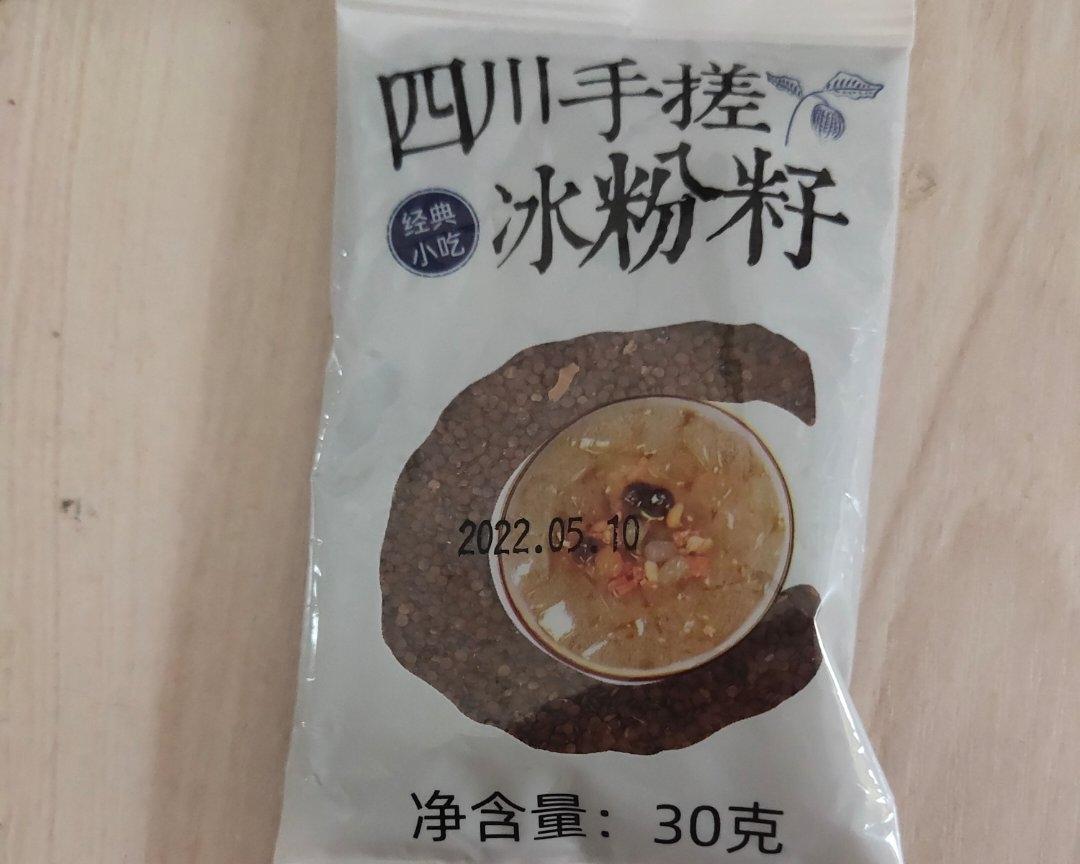 四川手搓
冰粉籽
经典
小吃
2022.05.10
净含量：30克